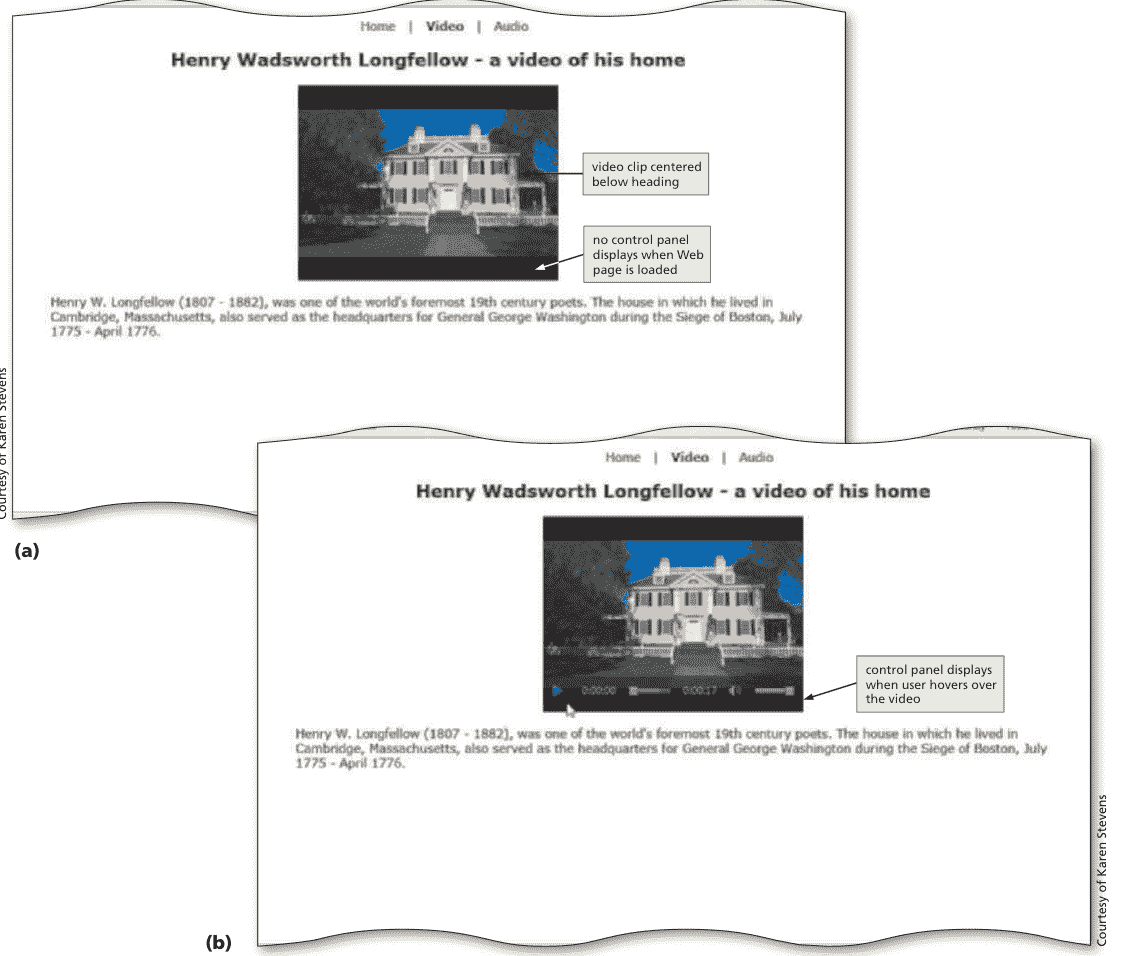 Home | Video | Audio
Henry Wadsworth Longfellow - a video of his home
video clip centered
below heading
no control panel
displays when Web
page is loaded
Henry W. Longfellow (1807 - 1882), was one of the world's foremost 19th century poets. The house in which he lived in
Cambridge, Massachusetts, also served as the headquarters for General George Washington during the Siege of Boston, July
1775 - April 1776.
Courtesy of Karen Stevens
(a)
Home | Video | Audio
Henry Wadsworth Longfellow - a video of his home
control panel displays
when user hovers over
the video
0:00:00 0:00:17
Henry W. Longfellow (1807 - 1882), was one of the world's foremost 19th century poets. The house in which he lived in
Cambridge, Massachusetts, also served as the headquarters for General George Washington during the Siege of Boston, July
1775 - April 1776.
Courtesy of Karen Stevens
(b)